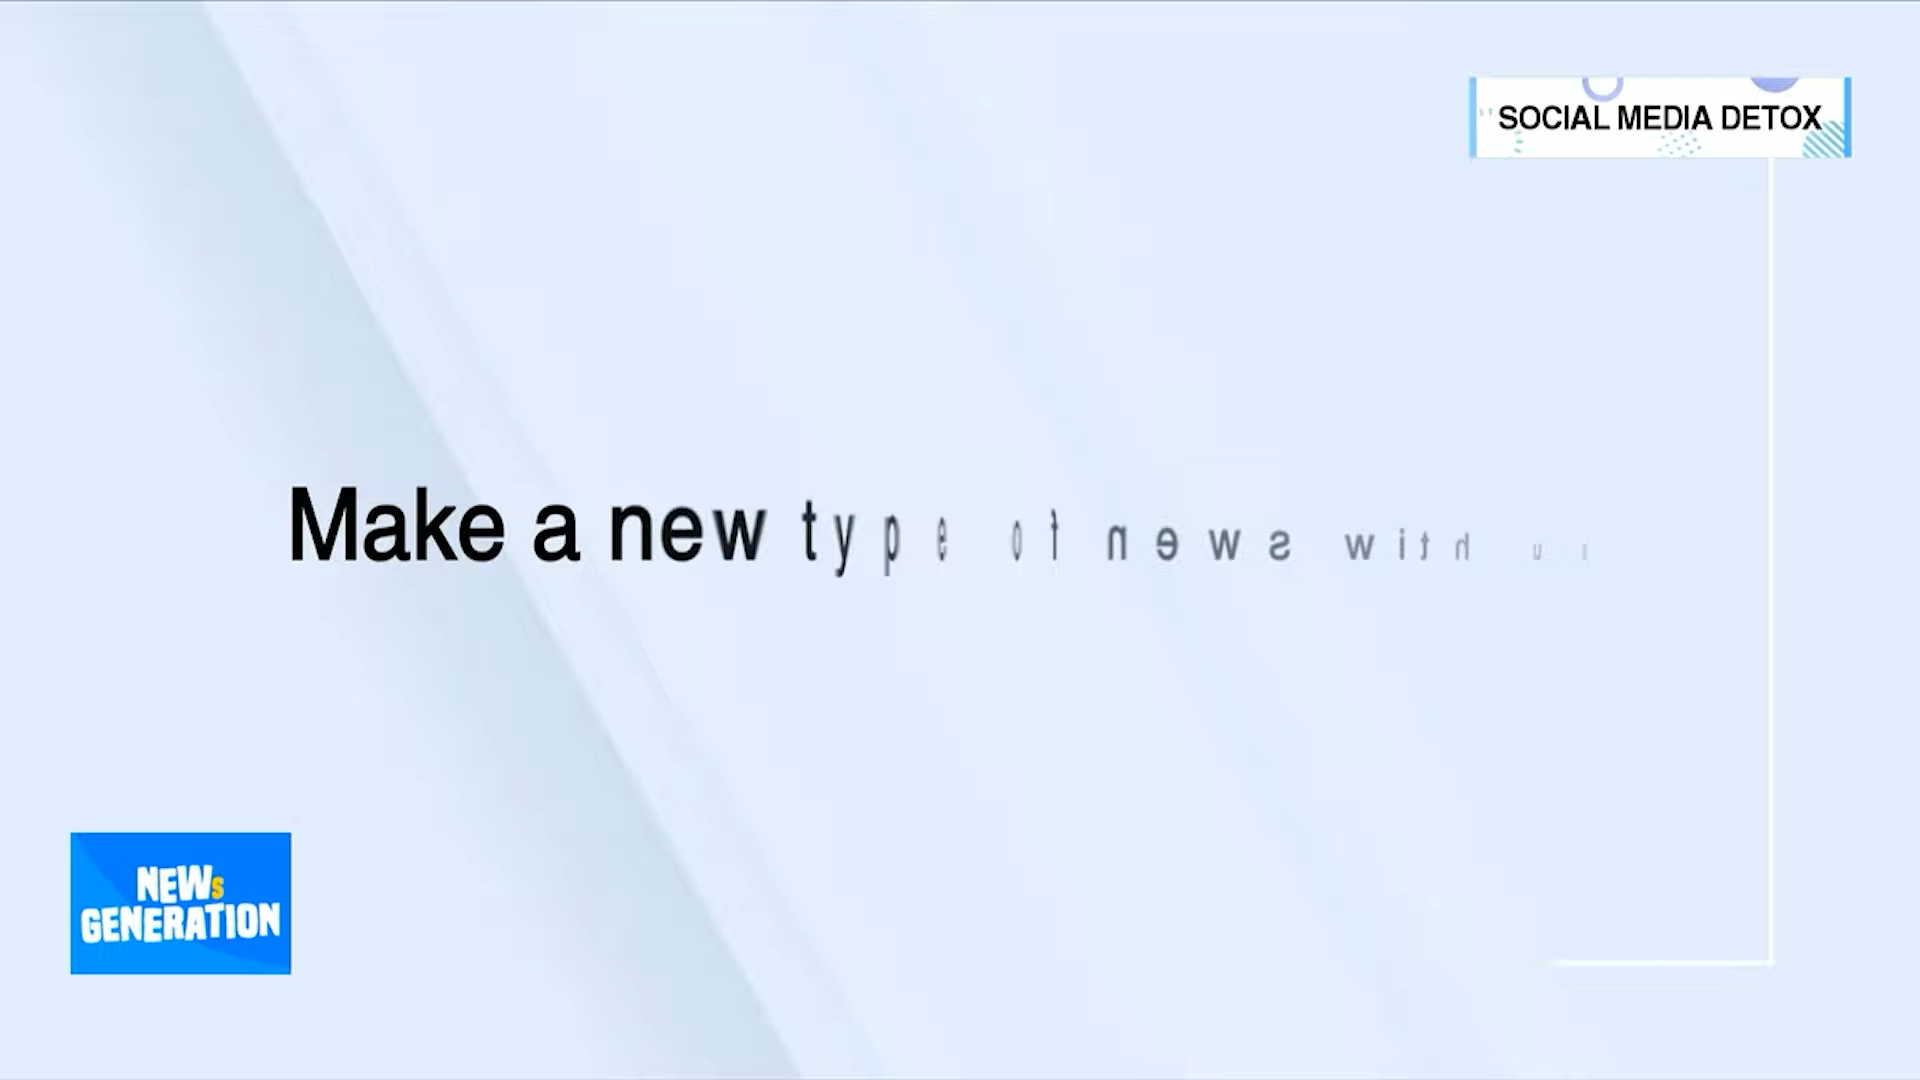 SOCIAL MEDIA DETOX
Make a new type of news with
NEWs
GENERATION